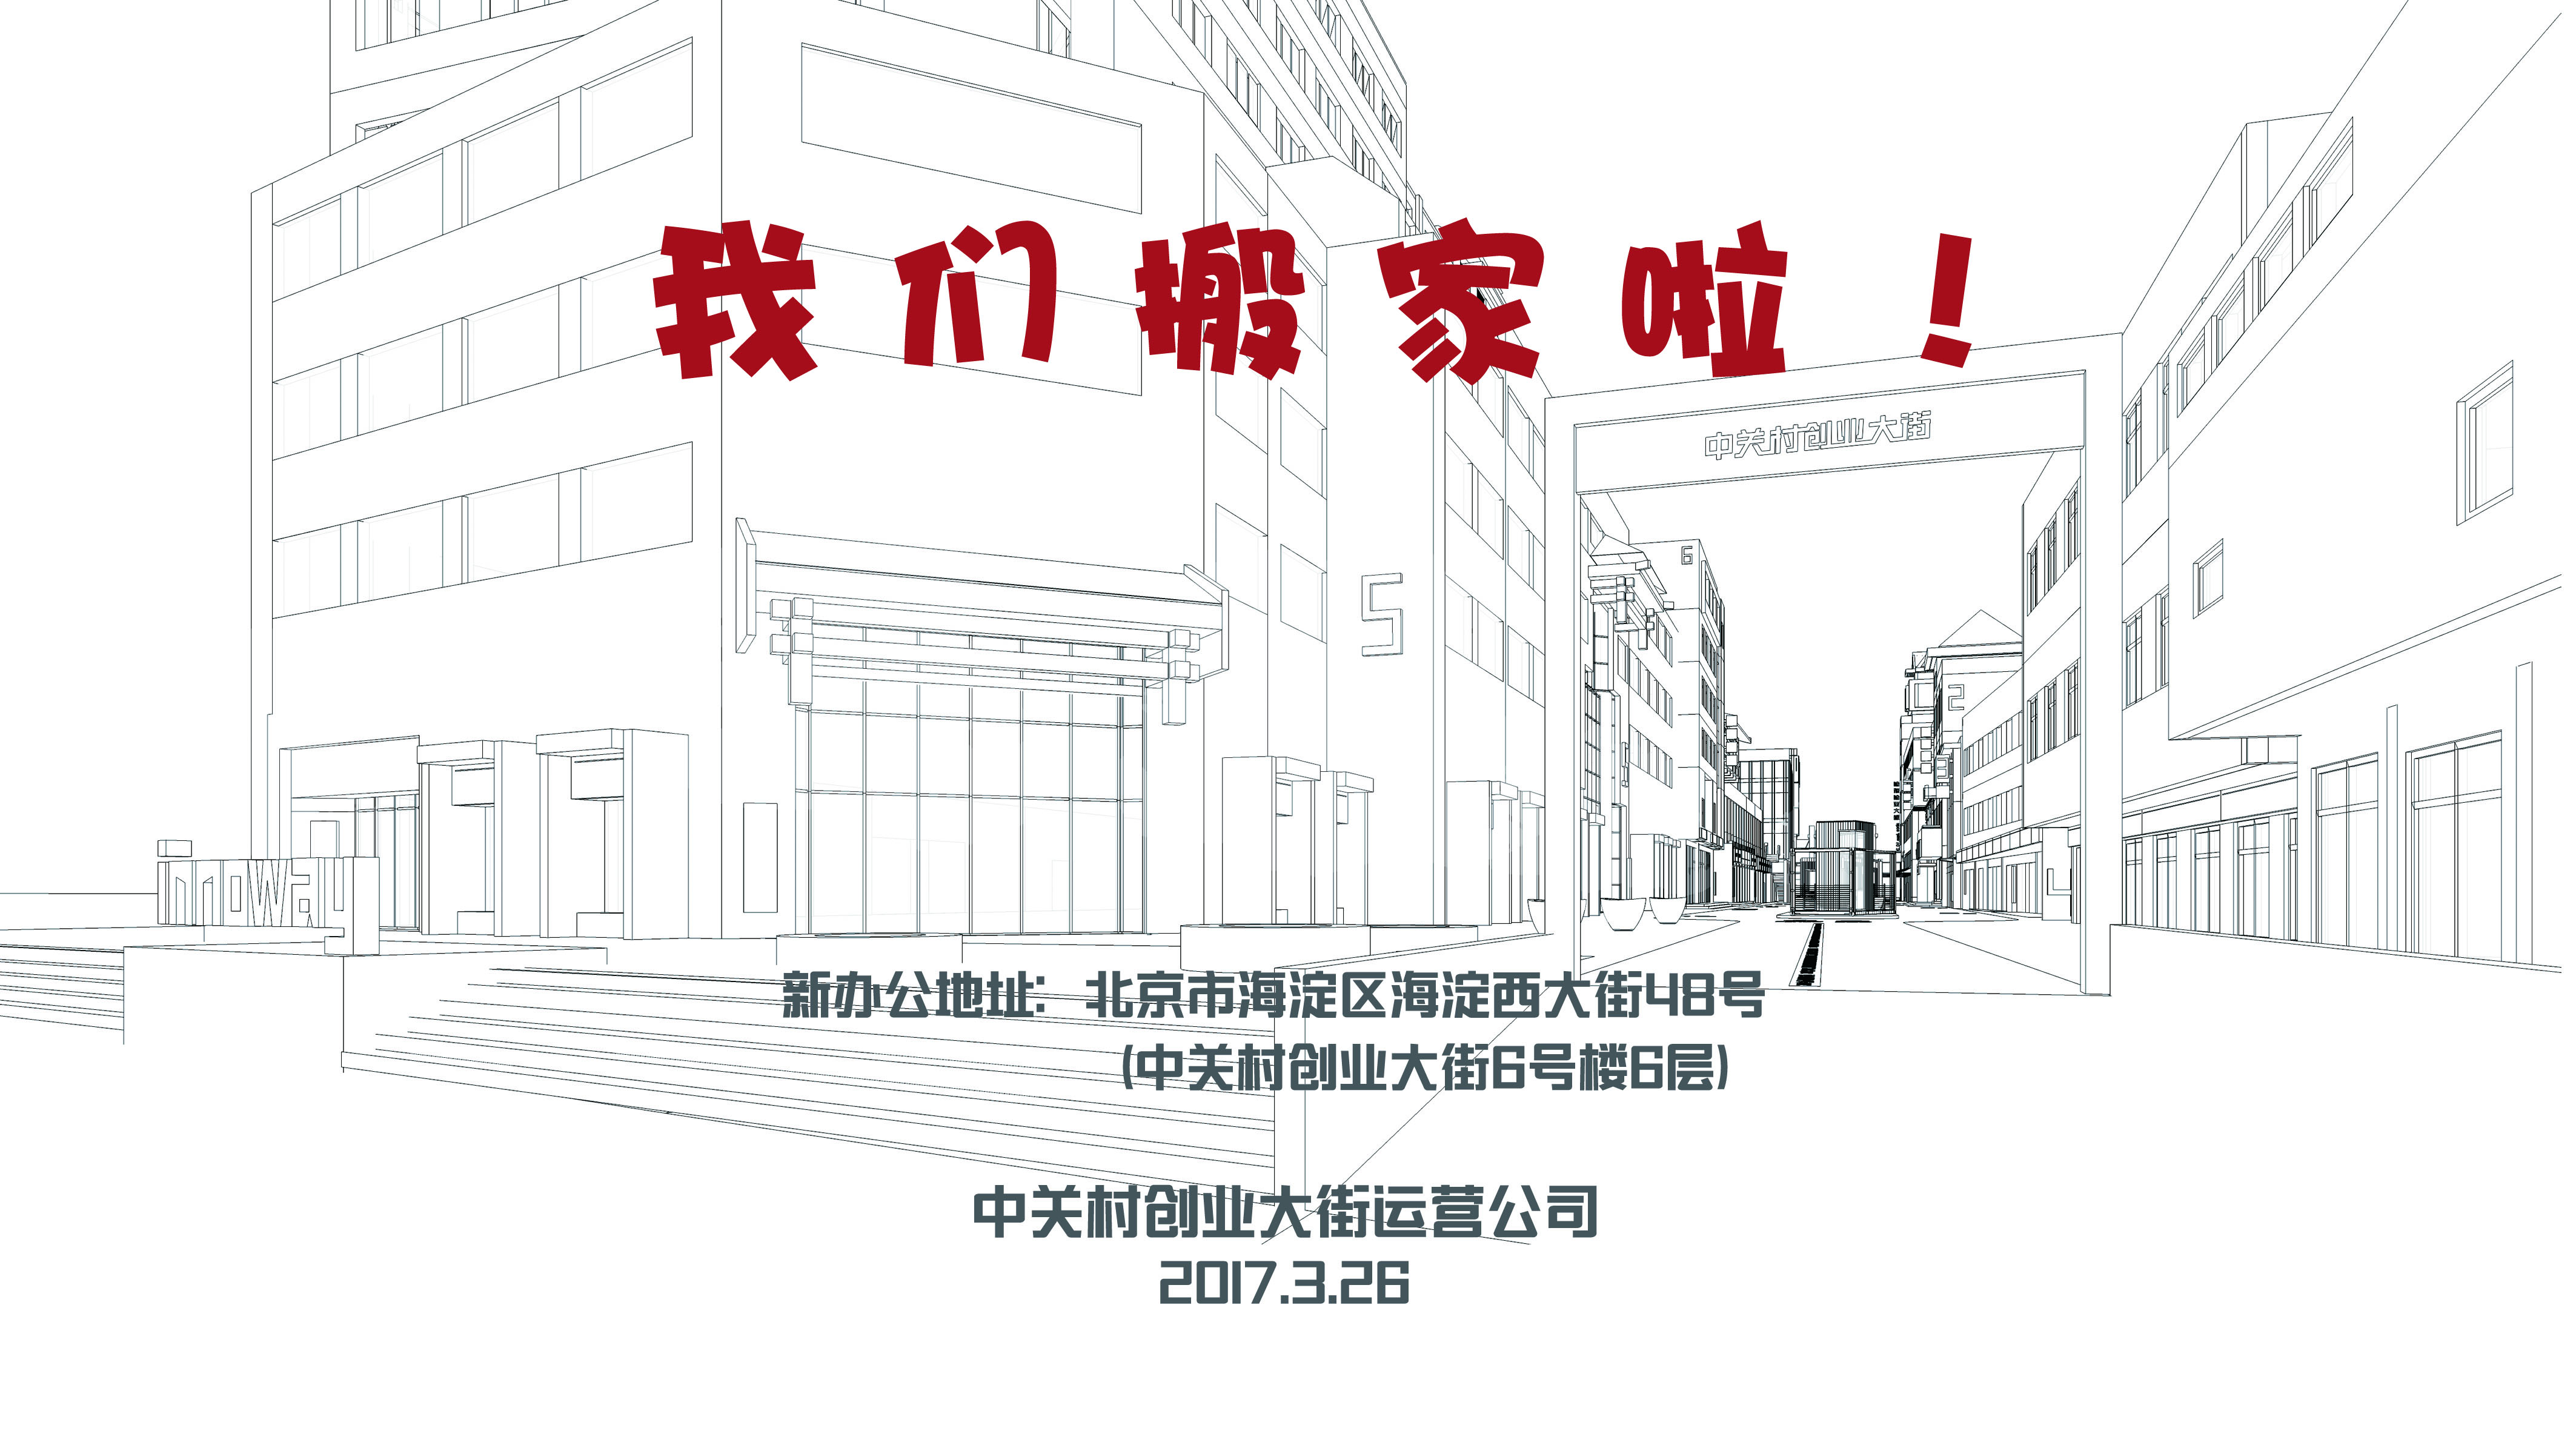 我们搬家啦！
中关村创业大街
6
5
2
innoway
4
新办公地址：北京市海淀区海淀西大街48号
(中关村创业大街6号楼6层)
中关村创业大街运营公司
2017.3.26